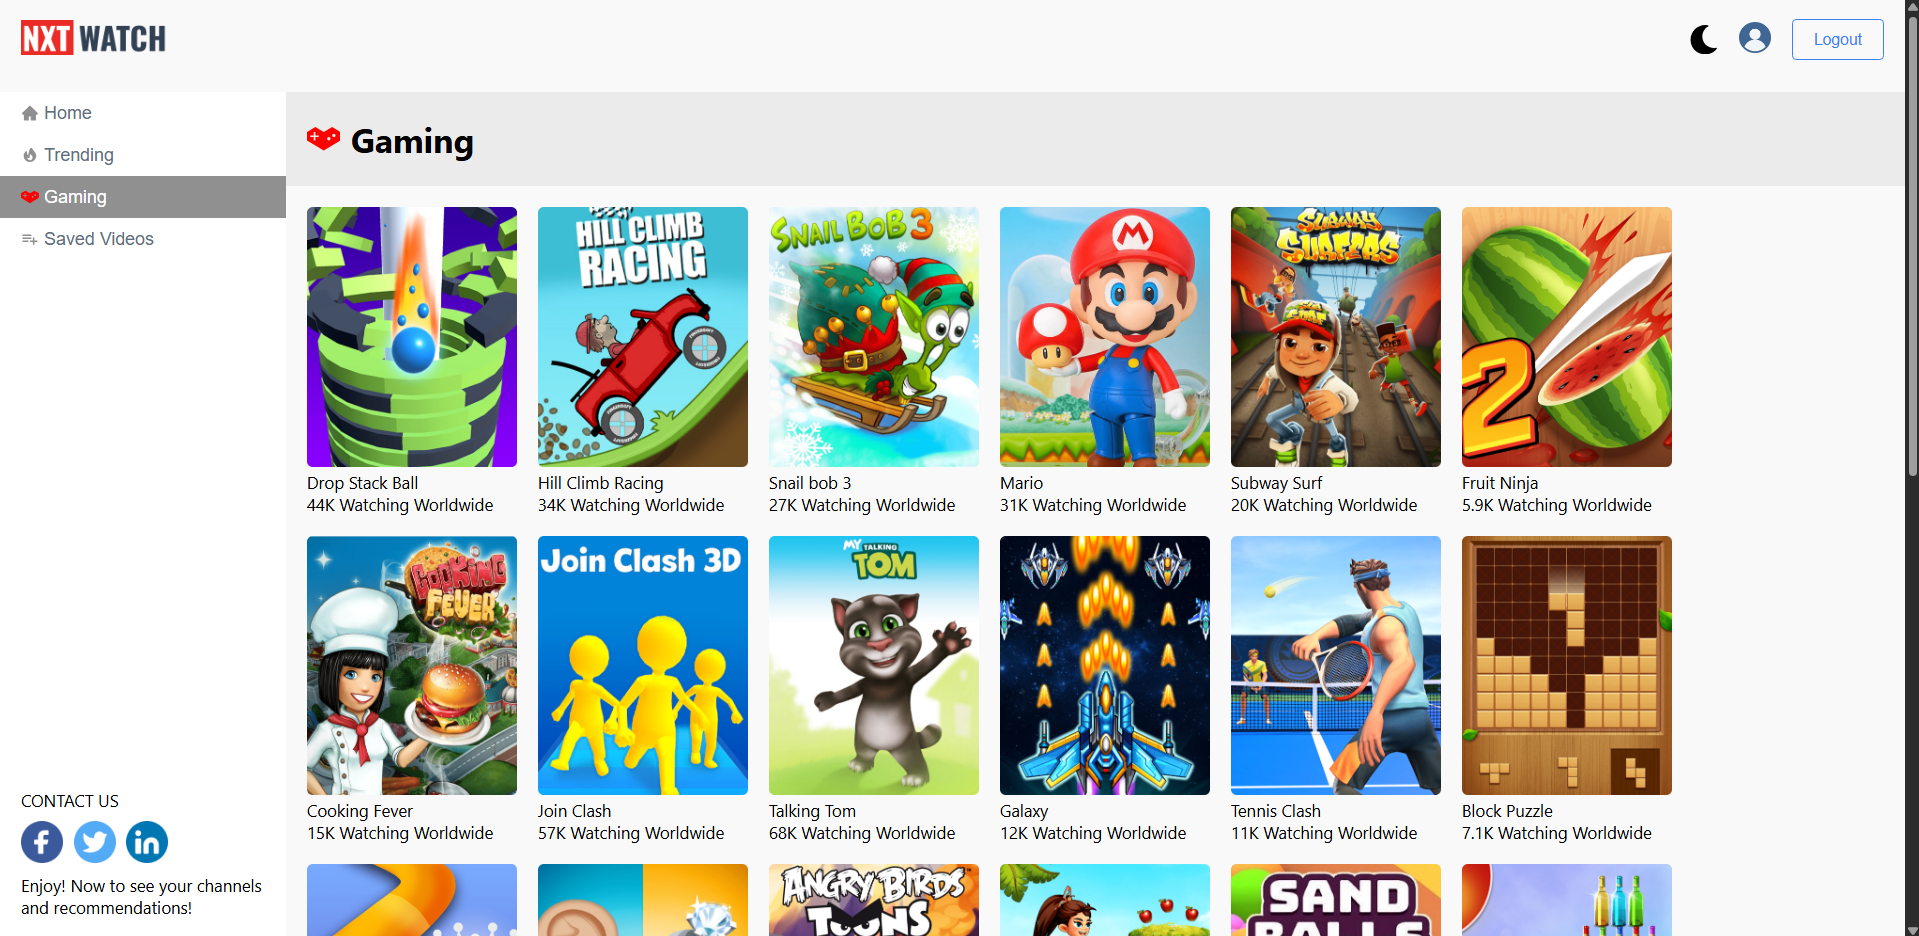 NXT WATCH
Logout
Home
Trending
Gaming
Saved Videos
Gaming
HILL CLIMB
RACING
SNAIL BOB 3
M
SUBWAY
SURFERS
2
Drop Stack Ball
44K Watching Worldwide
Hill Climb Racing
34K Watching Worldwide
Snail bob 3
27K Watching Worldwide
Mario
31K Watching Worldwide
Subway Surf
20K Watching Worldwide
Fruit Ninja
5.9K Watching Worldwide
COOKING
FEVER
Join Clash 3D
MY TALKING
TOM
Cooking Fever
15K Watching Worldwide
Join Clash
57K Watching Worldwide
Talking Tom
68K Watching Worldwide
Galaxy
12K Watching Worldwide
Tennis Clash
11K Watching Worldwide
Block Puzzle
7.1K Watching Worldwide
ANGRY BIRDS
TOONS
SAND
BALLS
CONTACT US
Enjoy! Now to see your channels
and recommendations!